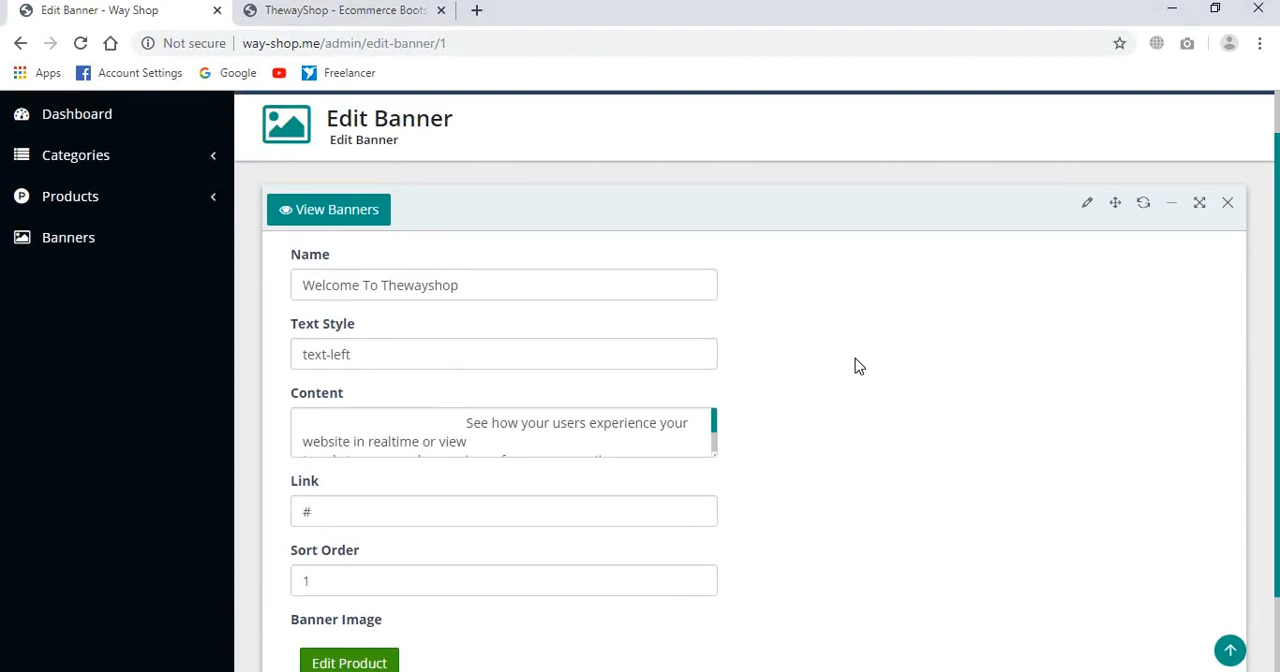 Edit Banner - Way Shop
ThewayShop - Ecommerce Boots
Not secure
way-shop.me/admin/edit-banner/1
Apps
Account Settings
Google
Freelancer
Dashboard
Categories
Products
Banners
Edit Banner
Edit Banner
View Banners
Name
Welcome To Thewayshop
Text Style
text-left
Content
See how your users experience your
website in realtime or view
Link
#
Sort Order
1
Banner Image
Edit Product